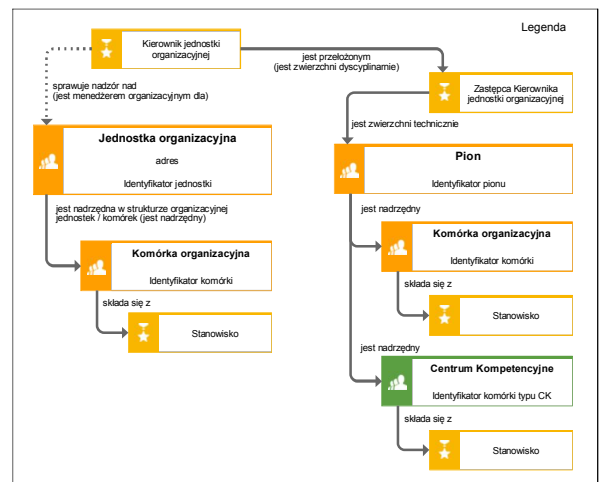 Legenda
Kierownik jednostki
organizacyjnej
jest przełożonym
(jest zwierzchni dyscyplinarnie)
sprawuje nadzór nad
(jest menedżerem organizacyjnym dla)
Zastępca Kierownika
jednostki organizacyjnej
jest zwierzchni technicznie
Jednostka organizacyjna
adres
Identyfikator jednostki
Pion
Identyfikator pionu
jest nadrzędna w strukturze organizacyjnej
jednostek / komórek (jest nadrzędny)
jest nadrzędny
Komórka organizacyjna
Identyfikator komórki
Komórka organizacyjna
Identyfikator komórki
składa się z
Stanowisko
składa się z
Stanowisko
jest nadrzędny
Centrum Kompetencyjne
Identyfikator komórki typu CK
składa się z
Stanowisko